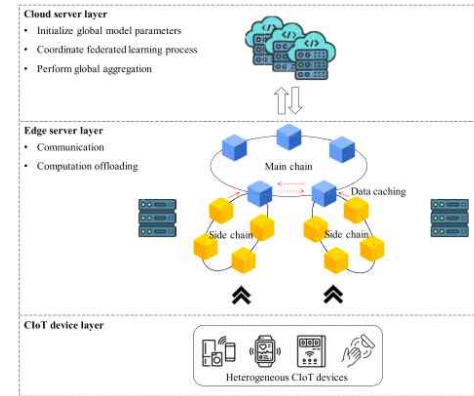 Cloud server layer
• Initialize global model parameters
• Coordinate federated learning process
• Perform global aggregation
Edge server layer
• Communication
• Computation offloading
Main chain
Data caching
Side chain
Side chain
CIoT device layer
Heterogeneous CIoT devices